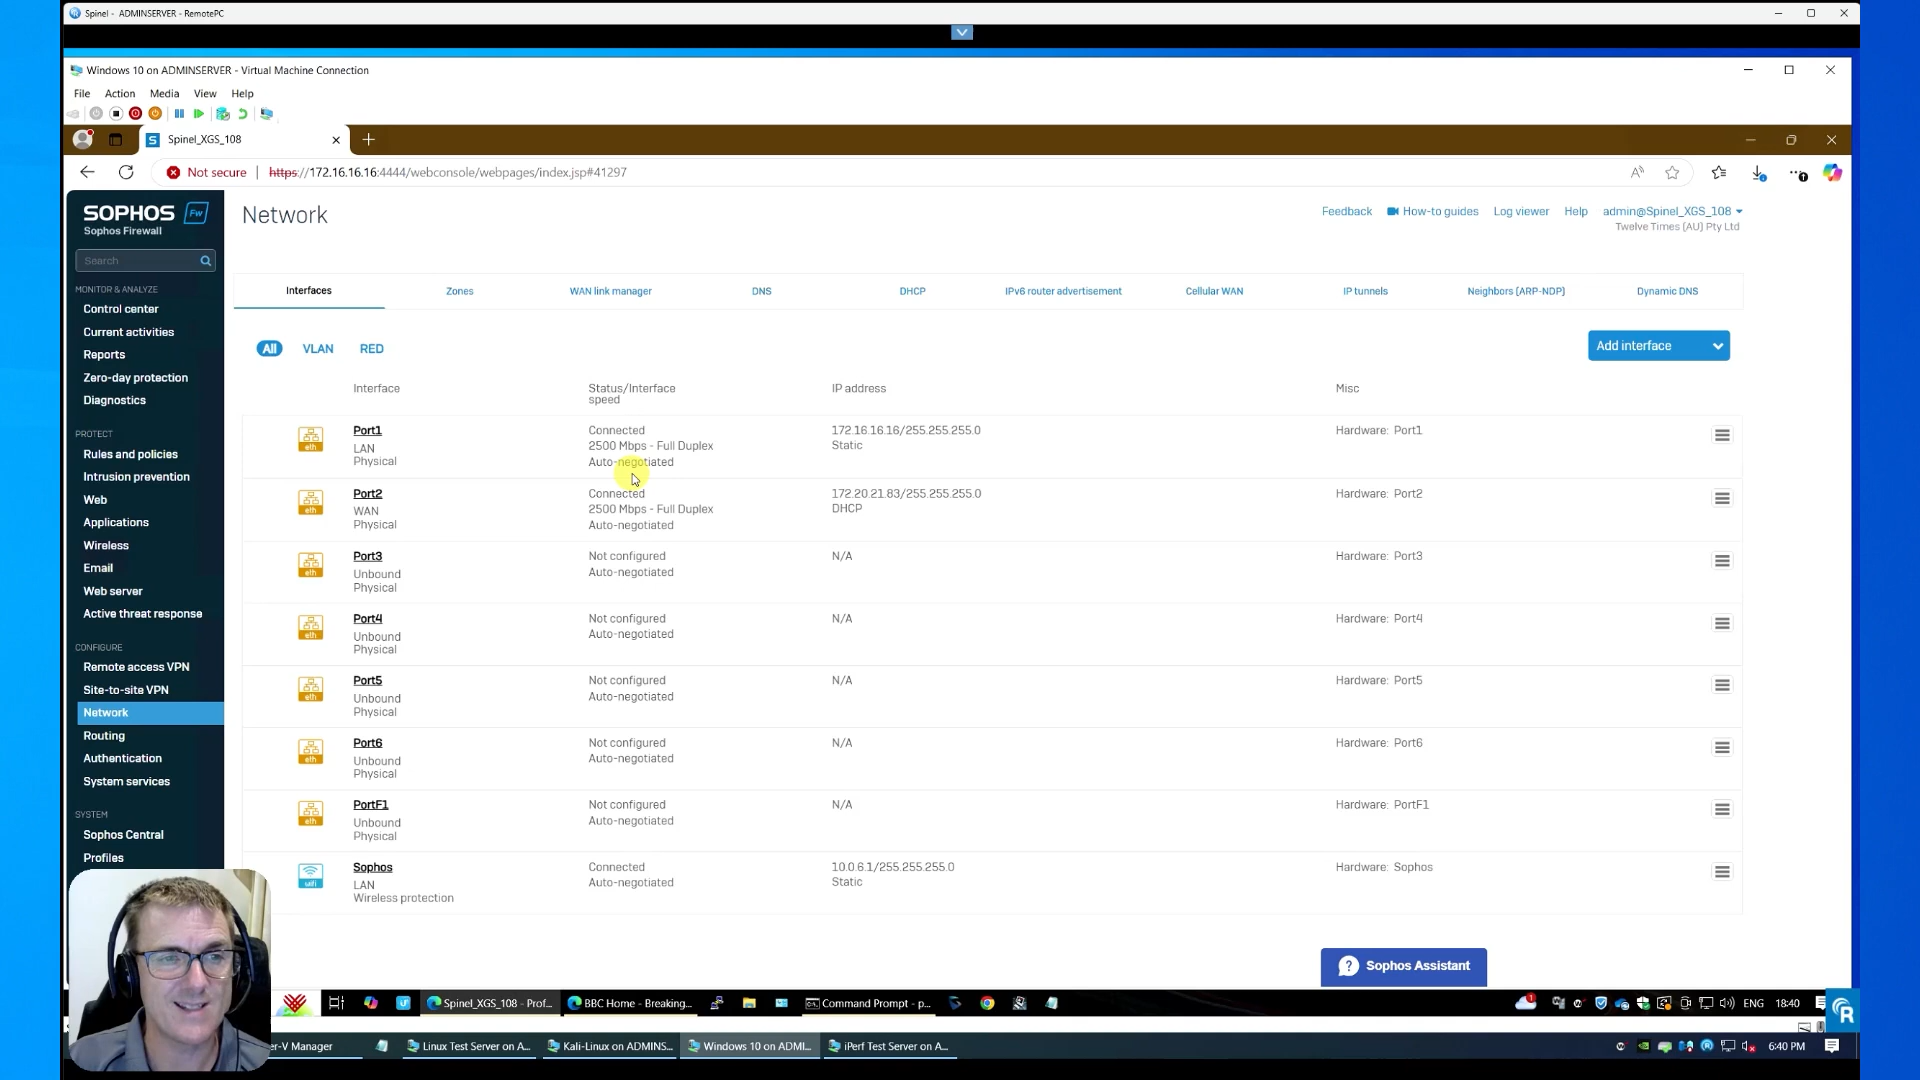 Spinel - ADMINSERVER - RemotePC
Windows 10 on ADMINSERVER - Virtual Machine Connection
File Action Media View Help
Spinel_XGS_108
Not secure https://172.16.16.16:4444/webconsole/webpages/index.jsp#41297
SOPHOS Fw
Sophos Firewall
Search
MONITOR & ANALYZE
Control center
Current activities
Reports
Zero-day protection
Diagnostics
PROTECT
Rules and policies
Intrusion prevention
Web
Applications
Wireless
Email
Web server
Active threat response
CONFIGURE
Remote access VPN
Site-to-site VPN
Network
Routing
Authentication
System services
SYSTEM
Sophos Central
Profiles
Network
Feedback How-to guides Log viewer Help admin@Spinel_XGS_108
Twelve Times (AU) Pty Ltd
Interfaces Zones WAN link manager DNS DHCP IPv6 router advertisement Cellular WAN IP tunnels Neighbors (ARP-NDP) Dynamic DNS
All VLAN RED Add interface
Interface Status/Interface speed IP address Misc
eth Port1 Connected 172.16.16.16/255.255.255.0 Hardware: Port1
LAN 2500 Mbps - Full Duplex Static
Physical Auto-negotiated
eth Port2 Connected 172.20.21.83/255.255.255.0 Hardware: Port2
WAN 2500 Mbps - Full Duplex DHCP
Physical Auto-negotiated
eth Port3 Not configured N/A Hardware: Port3
Unbound Auto-negotiated
Physical
eth Port4 Not configured N/A Hardware: Port4
Unbound Auto-negotiated
Physical
eth Port5 Not configured N/A Hardware: Port5
Unbound Auto-negotiated
Physical
eth Port6 Not configured N/A Hardware: Port6
Unbound Auto-negotiated
Physical
eth PortF1 Not configured N/A Hardware: PortF1
Unbound Auto-negotiated
Physical
wifi Sophos Connected 10.0.6.1/255.255.255.0 Hardware: Sophos
LAN Auto-negotiated Static
Wireless protection
? Sophos Assistant
Spinel_XGS_108 - Prof... BBC Home - Breaking... Command Prompt - p... ENG 18:40
er-V Manager Linux Test Server on A... Kali-Linux on ADMINS... Windows 10 on ADMI... iPerf Test Server on A... 6:40 PM